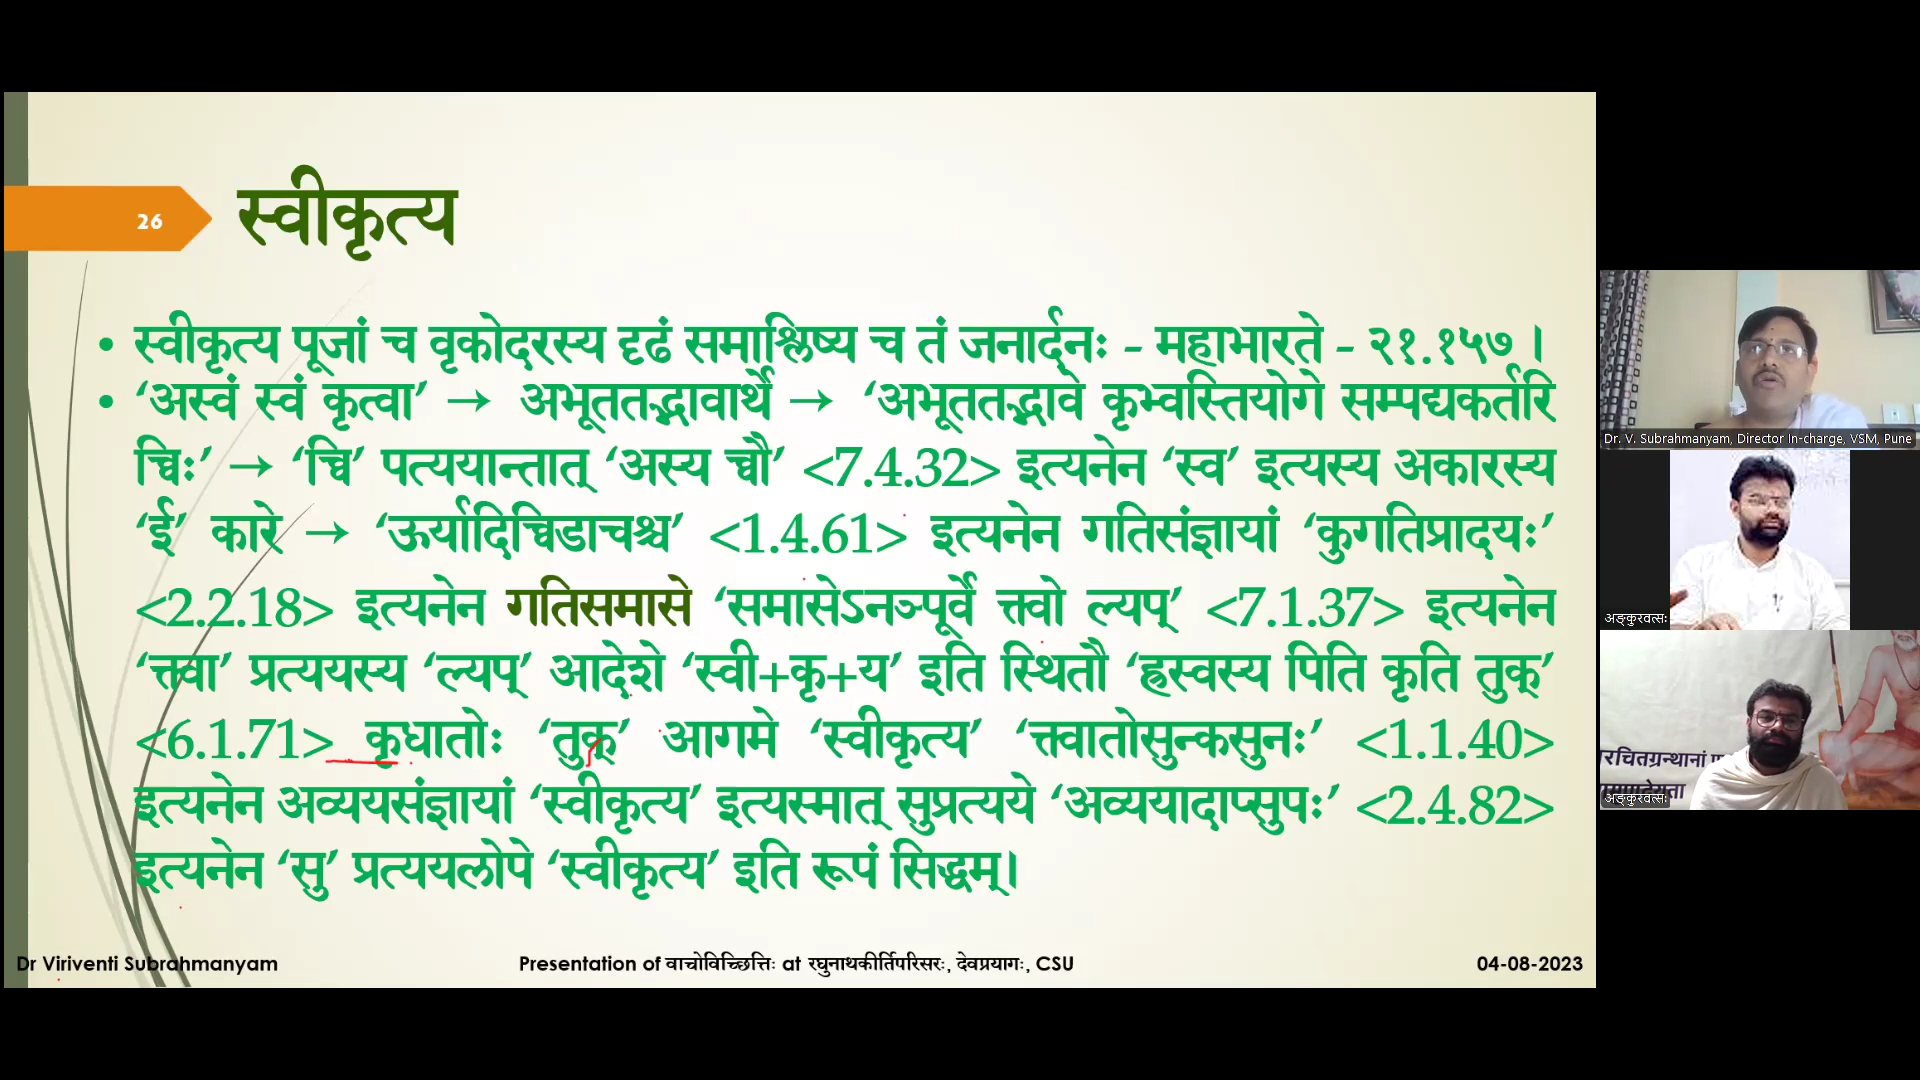 26
स्वीकृत्य
• स्वीकृत्य पूजां च वृकोदरस्य दृढं समाश्लिष्य च तं जनार्दनः - महाभारते - २१.१५७ ।
• ‘अस्वं स्वं कृत्वा’ → अभूततद्भावार्थे → ‘अभूततद्भावे कृभ्वस्तियोगे सम्पद्यकर्तरि
च्विः’ → ‘च्वि’ पत्ययान्तात् ‘अस्य च्वौ’ <7.4.32> इत्यनेन ‘स्व’ इत्यस्य अकारस्य
‘ई’ कारे → ‘ऊर्यादिच्विडाचश्च’ <1.4.61> इत्यनेन गतिसंज्ञायां ‘कुगतिप्रादयः’
<2.2.18> इत्यनेन गतिसमासे ‘समासेऽनञ्पूर्वे क्त्वो ल्यप्’ <7.1.37> इत्यनेन
‘क्त्वा’ प्रत्ययस्य ‘ल्यप्’ आदेशे ‘स्वी+कृ+य’ इति स्थितौ ‘ह्रस्वस्य पिति कृति तुक्’
<6.1.71> कृधातोः ‘तुक्’ आगमे ‘स्वीकृत्य’ ‘क्त्वातोसुन्कसुनः’ <1.1.40>
इत्यनेन अव्ययसंज्ञायां ‘स्वीकृत्य’ इत्यस्मात् सुप्रत्यये ‘अव्ययादाप्सुपः’ <2.4.82>
इत्यनेन ‘सु’ प्रत्ययलोपे ‘स्वीकृत्य’ इति रूपं सिद्धम्।
Dr Viriventi Subrahmanyam
Presentation of वाचोविच्छित्तिः at रघुनाथकीर्तिपरिसरः, देवप्रयागः, CSU
04-08-2023
Dr. V. Subrahmanyam, Director In-charge, VSM, Pune
अङ्कुरवत्सः
रचितग्रन्थानां
अङ्कुरवत्सः